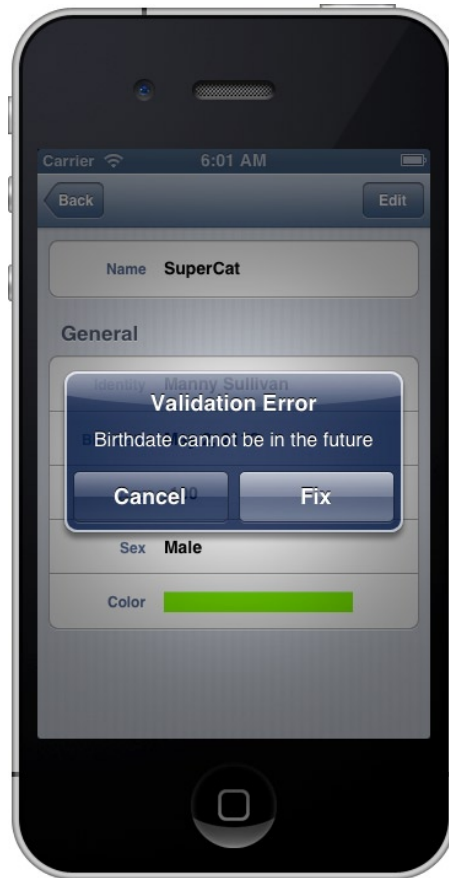 Carrier 6:01 AM
Back Edit
Name SuperCat
General
Identity Manny Sullivan
Validation Error
Birthdate cannot be in the future
Cancel Fix
Sex Male
Color